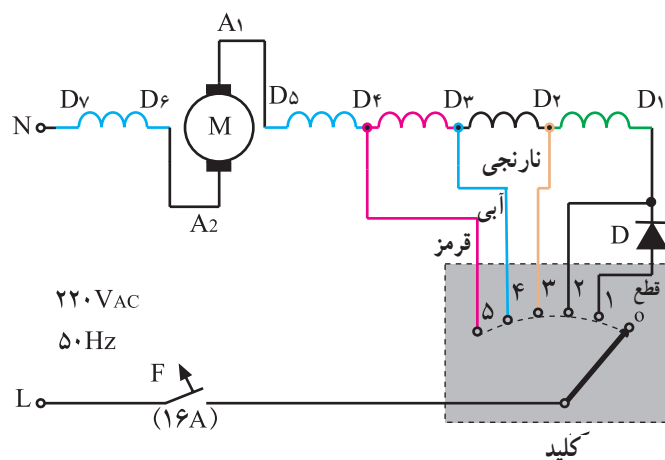 A۱
D۷ D۶ M D۵ D۴ D۳ D۲ D۱
N
نارنجی
آبی
A۲
قرمز
D
قطع
۵ ۴ ۳ ۲ ۱ o
۲۲۰VAC
۵۰Hz
F
L
(۱۶A)
کلید